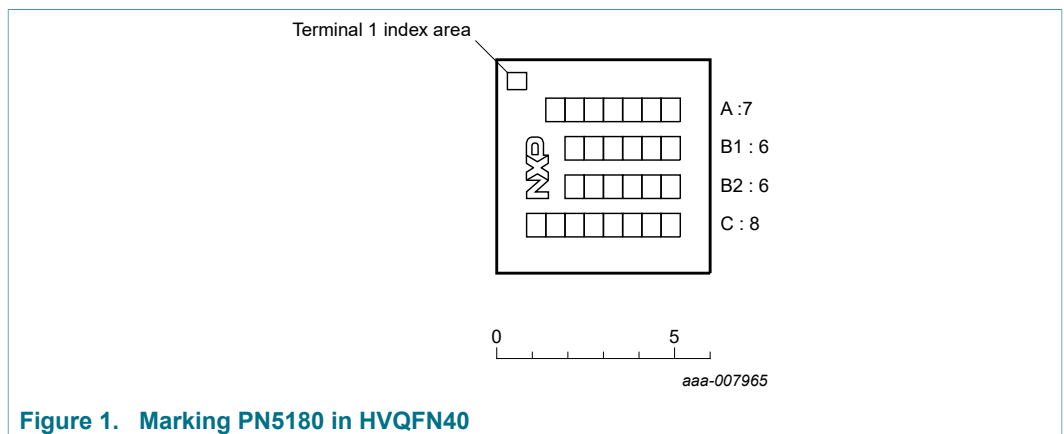 Terminal 1 index area
A :7
B1 : 6
NXP
B2 : 6
C : 8
0 5
aaa-007965
Figure 1. Marking PN5180 in HVQFN40